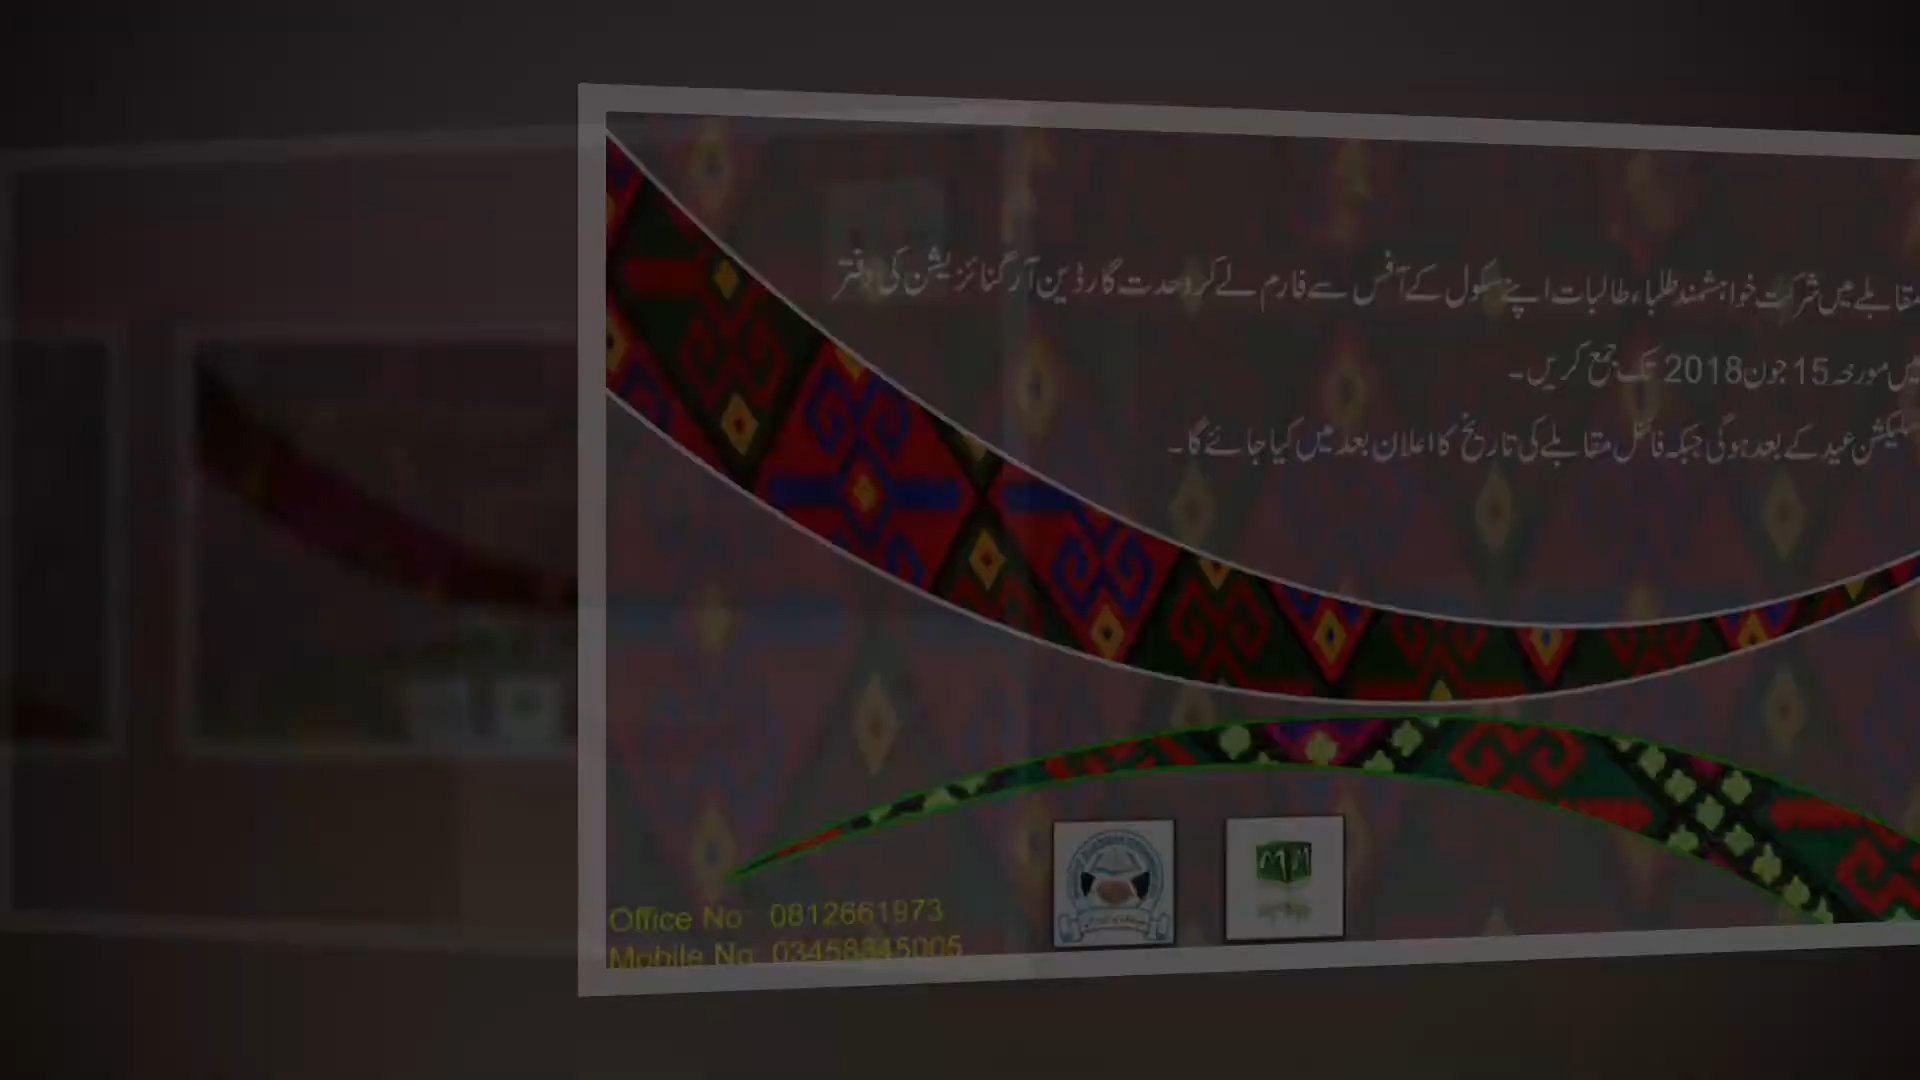 مقابلے میں شرکت خواہشمند طلباء طالبات اپنے سکول کے آفس سے فارم لے کر وحدت گارڈین آرگنائزیشن کی دفتر
میں مورخہ 15 جون 2018 تک جمع کریں۔
سلیکشن عید کے بعد ہوگی جبکہ فائنل مقابلے کی تاریخ کا اعلان بعد میں کیا جائے گا۔
Office No: 0812661973
Mobile No 03458845005